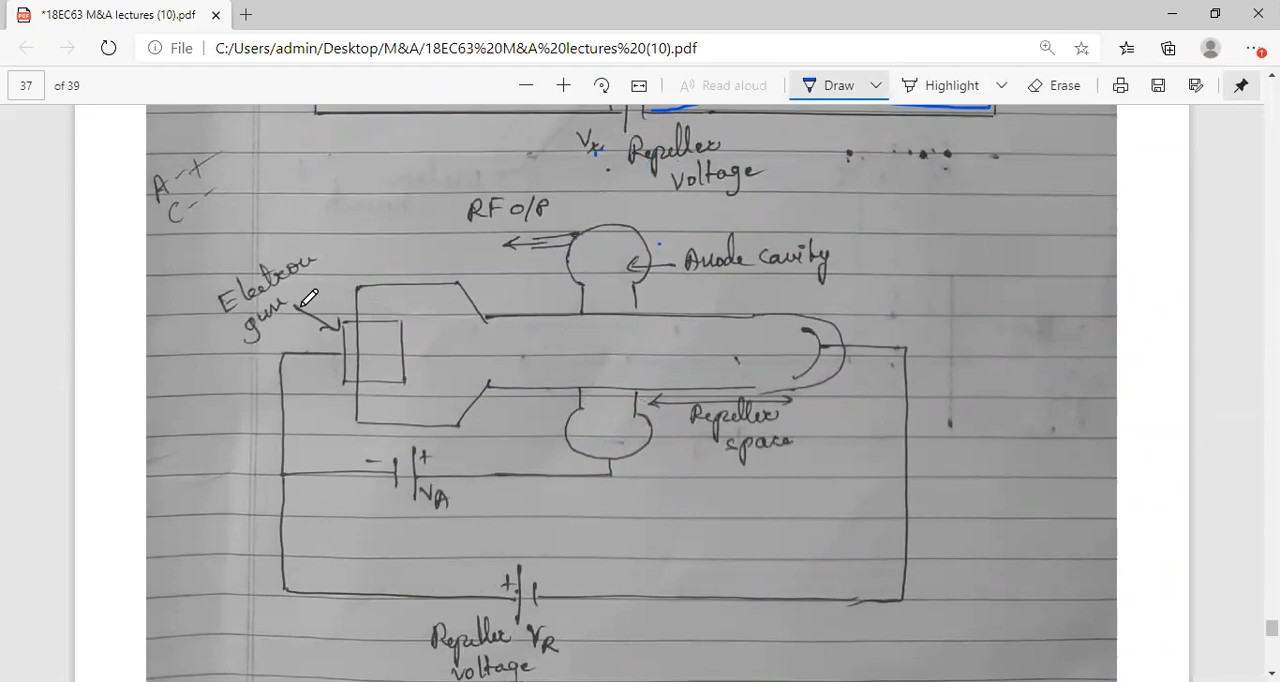 *18EC63 M&A lectures (10).pdf
File C:/Users/admin/Desktop/M&A/18EC63%20M&A%20lectures%20(10).pdf
37 of 39 Read aloud Draw Highlight Erase
Vr Repeller
voltage
A - +
C - -
RF O/P
Anode cavity
Electron
gun
Repeller
space
- +
VA
+
Repeller VR
voltage